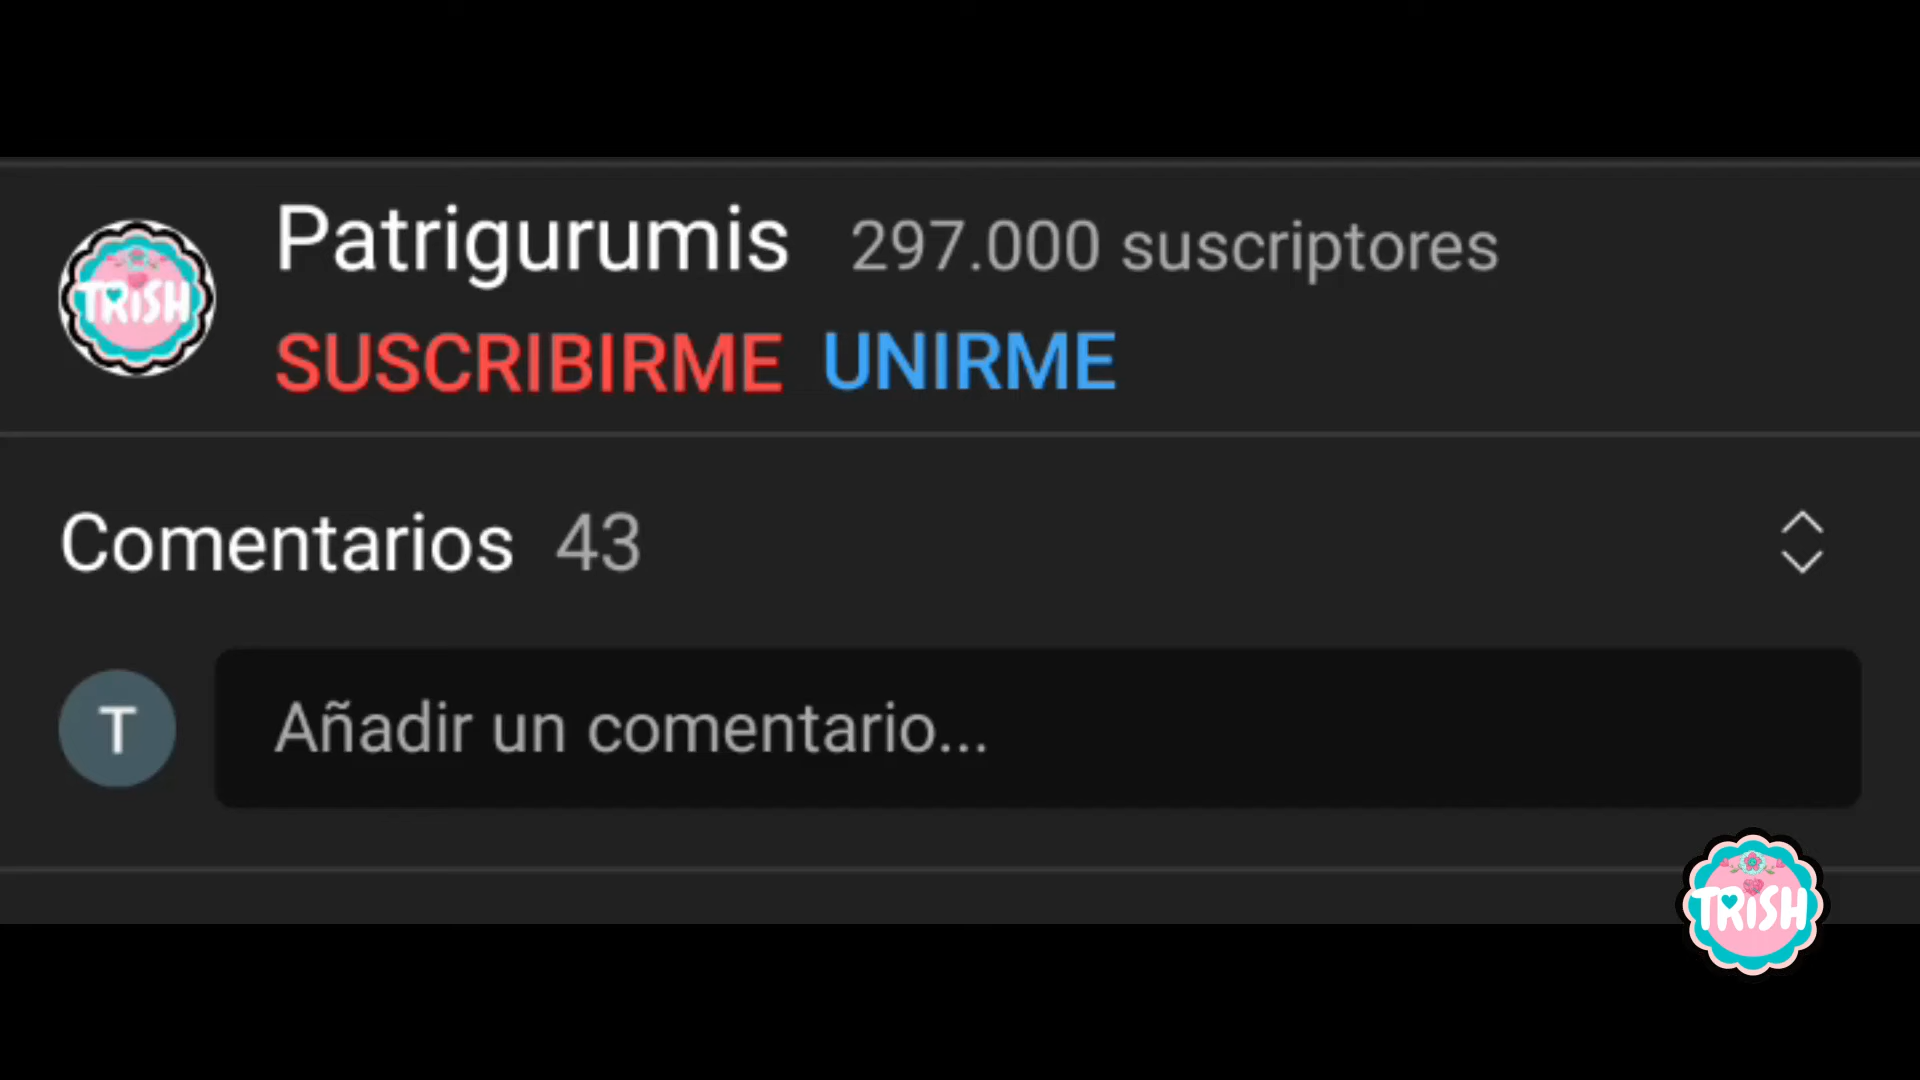 TRISH
Patrigurumis 297.000 suscriptores
SUSCRIBIRME UNIRME
Comentarios 43
T
Añadir un comentario...
TRISH